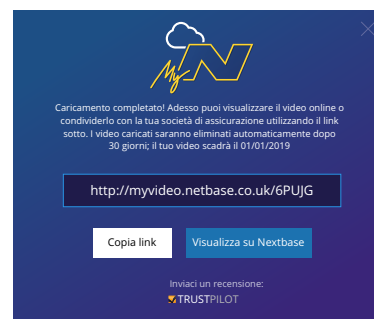 My N
Caricamento completato! Adesso puoi visualizzare il video online o
condividerlo con la tua società di assicurazione utilizzando il link
sotto. I video caricati saranno eliminati automaticamente dopo
30 giorni; il tuo video scadrà il 01/01/2019
http://myvideo.netbase.co.uk/6PUJG
Copia link
Visualizza su Nextbase
Inviaci un recensione:
TRUSTPILOT